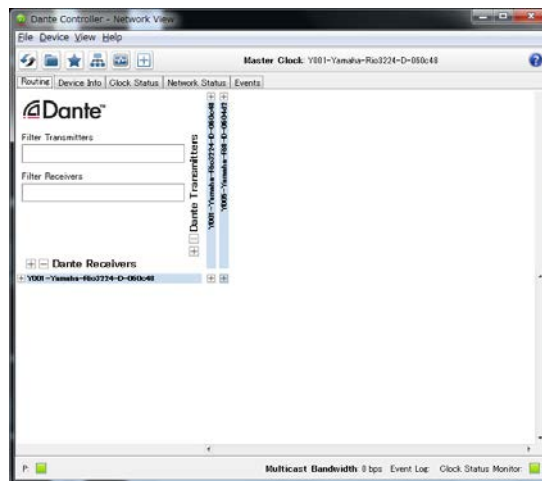 Dante Controller - Network View
File Device View Help
Master Clock: Y001-Yamaha-Rio3224-D-060c48
?
Routing Device Info Clock Status Network Status Events
Dante™
Filter Transmitters
Filter Receivers
Dante Transmitters
Y001-Yamaha-Rio3224-D-060c48
Dante Receivers
Y001-Yamaha-Rio3224-D-060c48
P:
Multicast Bandwidth: 0 bps Event Log: Clock Status Monitor: